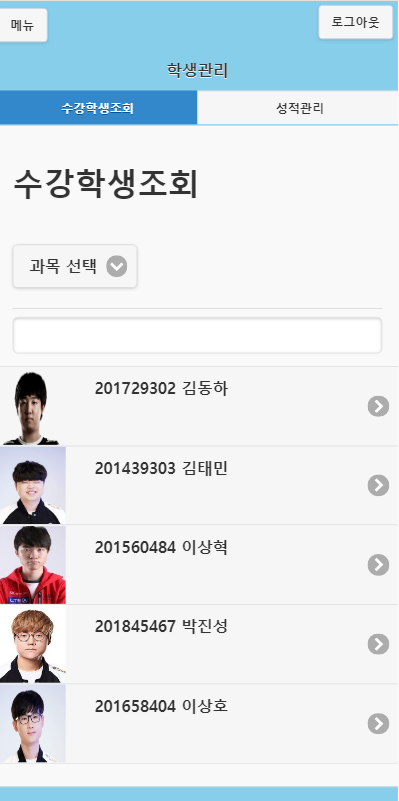 메뉴
로그아웃
학생관리
수강학생조회
성적관리
수강학생조회
과목 선택
201729302 김동하
201439303 김태민
201560484 이상혁
201845467 박진성
201658404 이상호